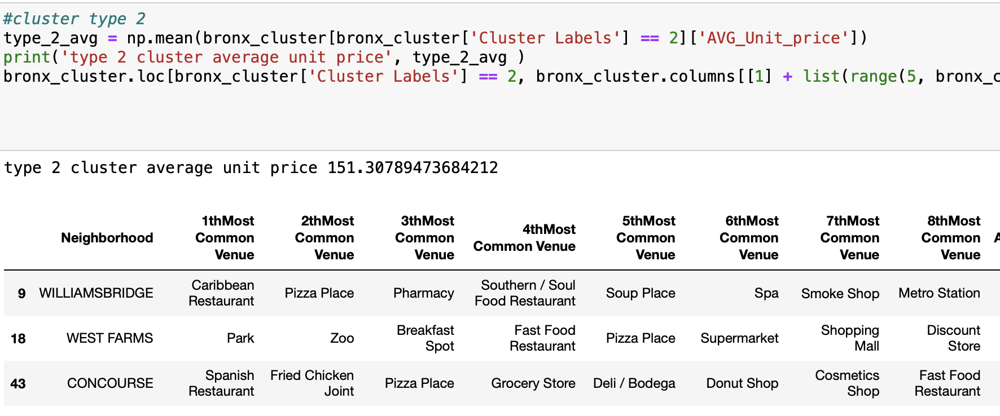 #cluster type 2
type_2_avg = np.mean(bronx_cluster[bronx_cluster['Cluster Labels'] == 2]['AVG_Unit_price'])
print('type 2 cluster average unit price', type_2_avg )
bronx_cluster.loc[bronx_cluster['Cluster Labels'] == 2, bronx_cluster.columns[[1] + list(range(5, bronx_c
type 2 cluster average unit price 151.30789473684212
Neighborhood 1thMost Common Venue 2thMost Common Venue 3thMost Common Venue 4thMost Common Venue 5thMost Common Venue 6thMost Common Venue 7thMost Common Venue 8thMost Common Venue A
9 WILLIAMSBRIDGE Caribbean Restaurant Pizza Place Pharmacy Southern / Soul Food Restaurant Soup Place Spa Smoke Shop Metro Station
18 WEST FARMS Park Zoo Breakfast Spot Fast Food Restaurant Pizza Place Supermarket Shopping Mall Discount Store
43 CONCOURSE Spanish Restaurant Fried Chicken Joint Pizza Place Grocery Store Deli / Bodega Donut Shop Cosmetics Shop Fast Food Restaurant